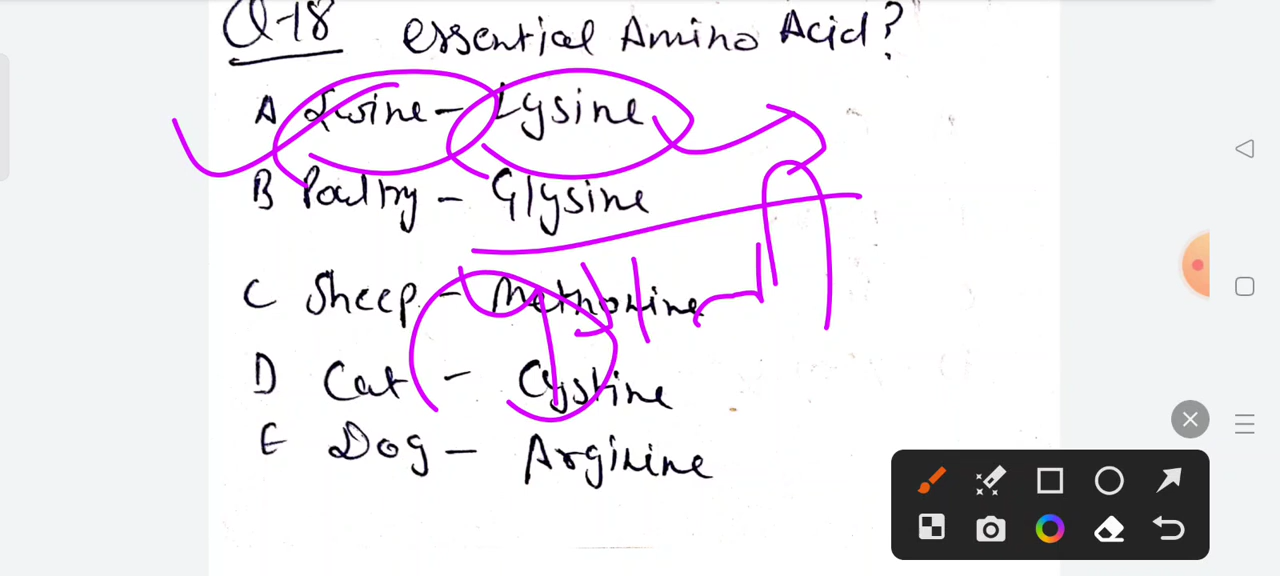 Q-18 essential Amino Acid?
A Swine - Lysine
B Poultry - Glysine
C Sheep - Methonine
D Cat - Cystine
E Dog - Arginine